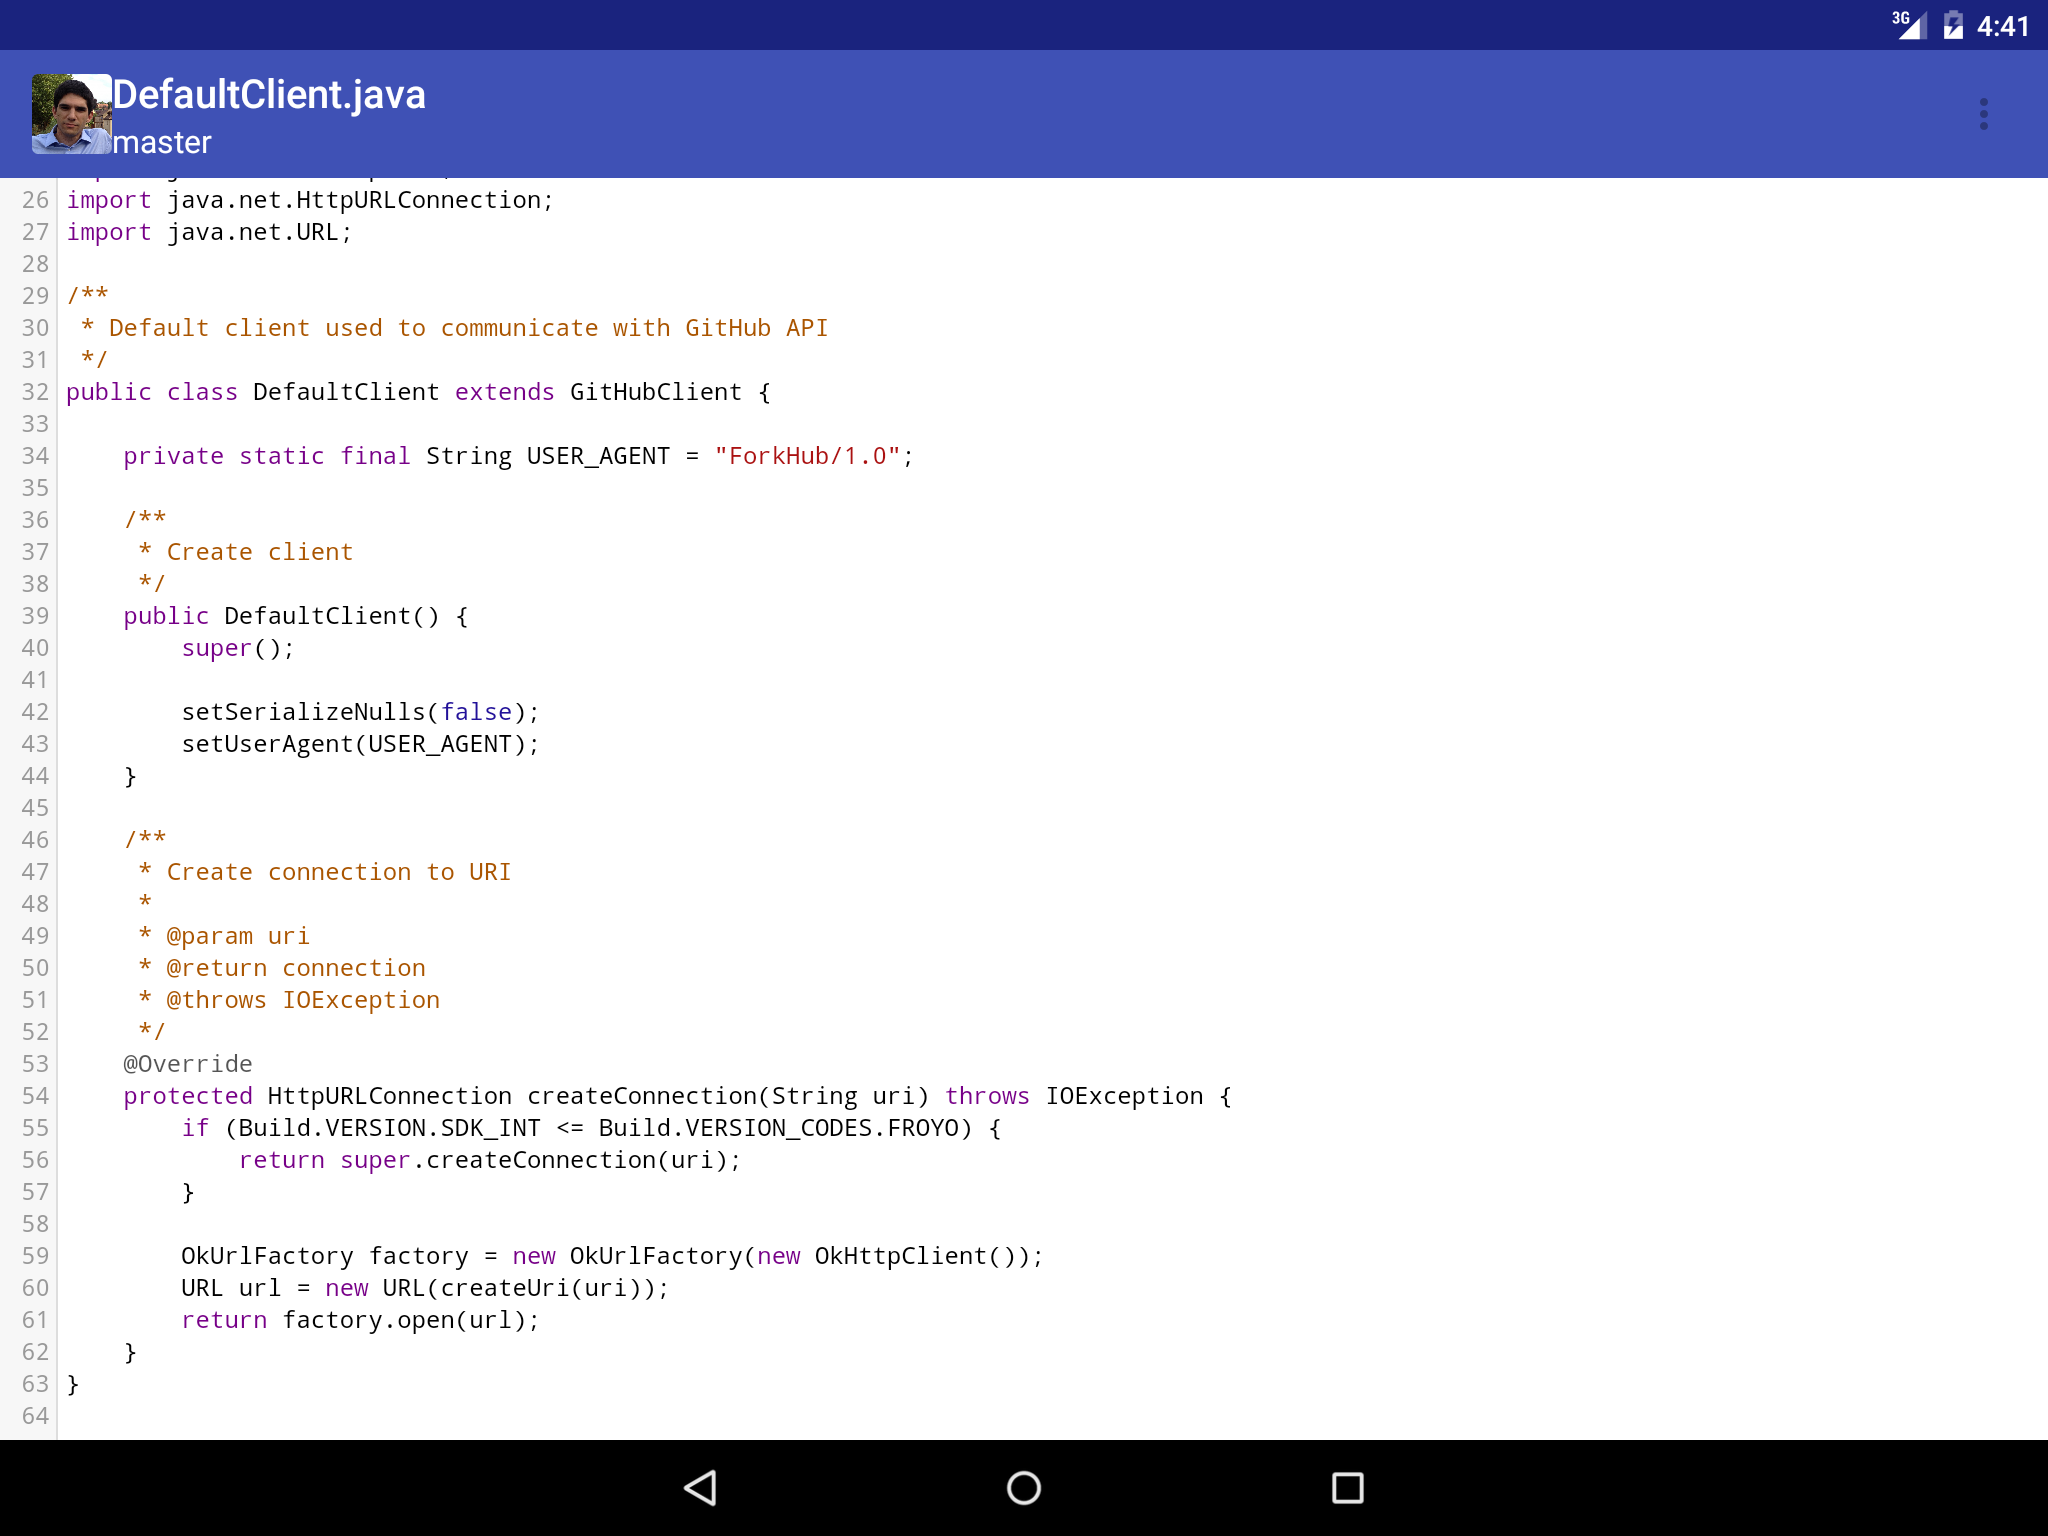 3G 4:41
DefaultClient.java
master
26 import java.net.HttpURLConnection;
27 import java.net.URL;
28
29 /**
30  * Default client used to communicate with GitHub API
31  */
32 public class DefaultClient extends GitHubClient {
33
34     private static final String USER_AGENT = "ForkHub/1.0";
35
36     /**
37      * Create client
38      */
39     public DefaultClient() {
40         super();
41
42         setSerializeNulls(false);
43         setUserAgent(USER_AGENT);
44     }
45
46     /**
47      * Create connection to URI
48      *
49      * @param uri
50      * @return connection
51      * @throws IOException
52      */
53     @Override
54     protected HttpURLConnection createConnection(String uri) throws IOException {
55         if (Build.VERSION.SDK_INT <= Build.VERSION_CODES.FROYO) {
56             return super.createConnection(uri);
57         }
58
59         OkUrlFactory factory = new OkUrlFactory(new OkHttpClient());
60         URL url = new URL(createUri(uri));
61         return factory.open(url);
62     }
63 }
64